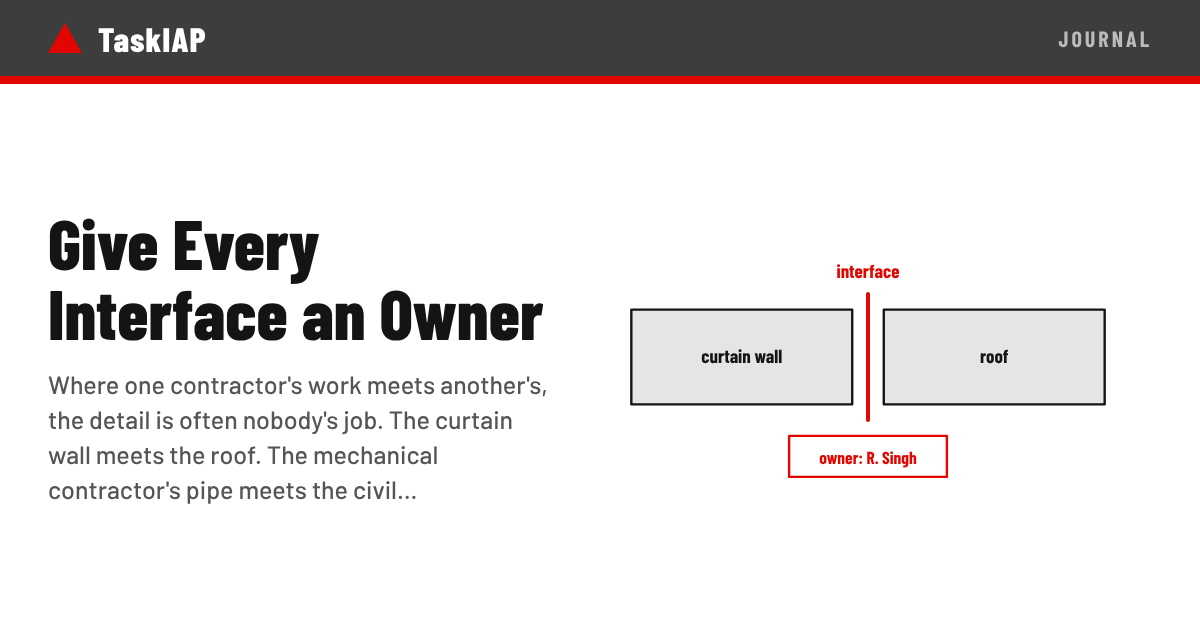 TaskIAP
JOURNAL
Give Every
Interface an Owner
Where one contractor's work meets another's,
the detail is often nobody's job. The curtain
wall meets the roof. The mechanical
contractor's pipe meets the civil...
interface
curtain wall
roof
owner: R. Singh